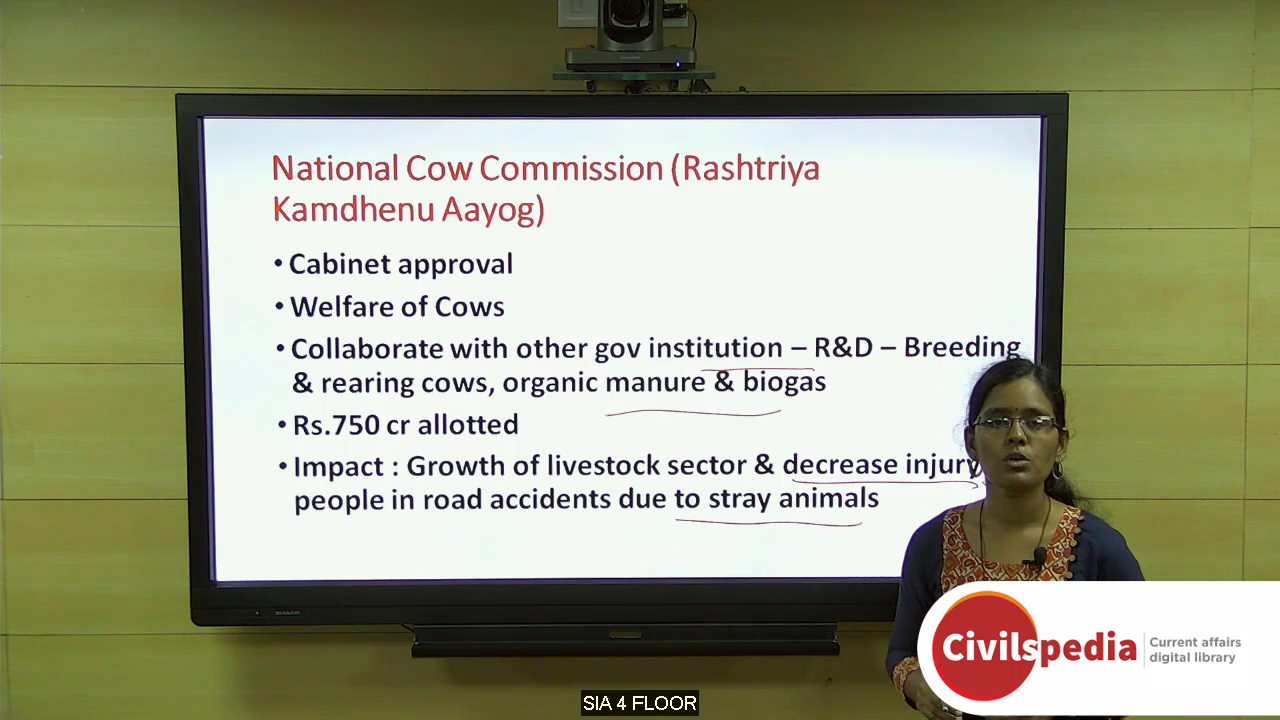 National Cow Commission (Rashtriya
Kamdhenu Aayog)
• Cabinet approval
• Welfare of Cows
• Collaborate with other gov institution – R&D – Breeding
& rearing cows, organic manure & biogas
• Rs.750 cr allotted
• Impact : Growth of livestock sector & decrease injury
people in road accidents due to stray animals
SHARP
Civilspedia
Current affairs
digital library
SIA 4 FLOOR